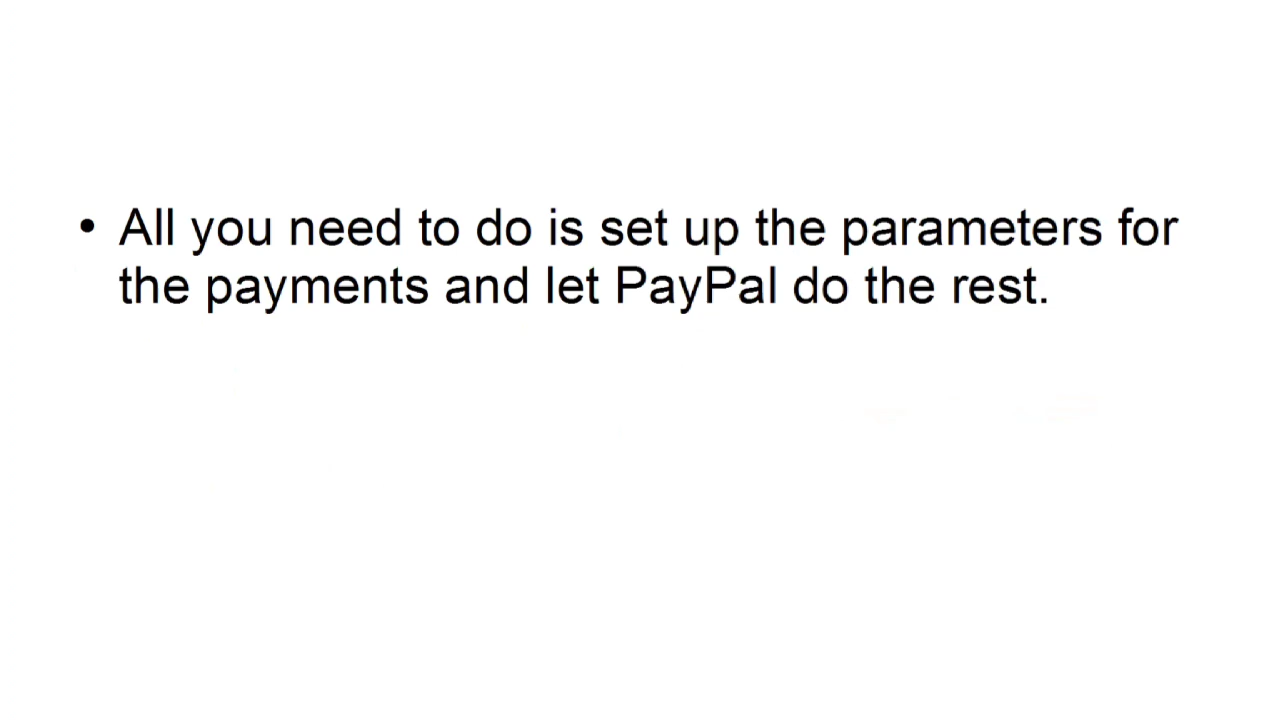 • All you need to do is set up the parameters for
the payments and let PayPal do the rest.